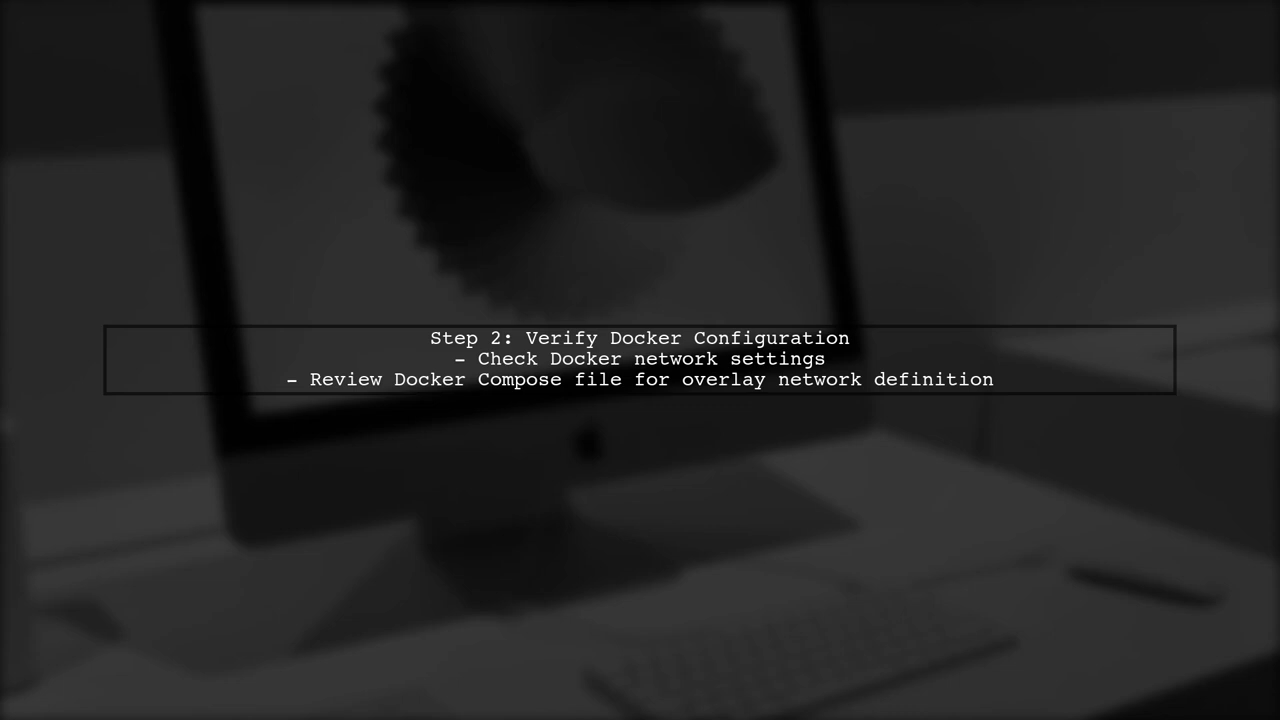 Step 2: Verify Docker Configuration
- Check Docker network settings
- Review Docker Compose file for overlay network definition